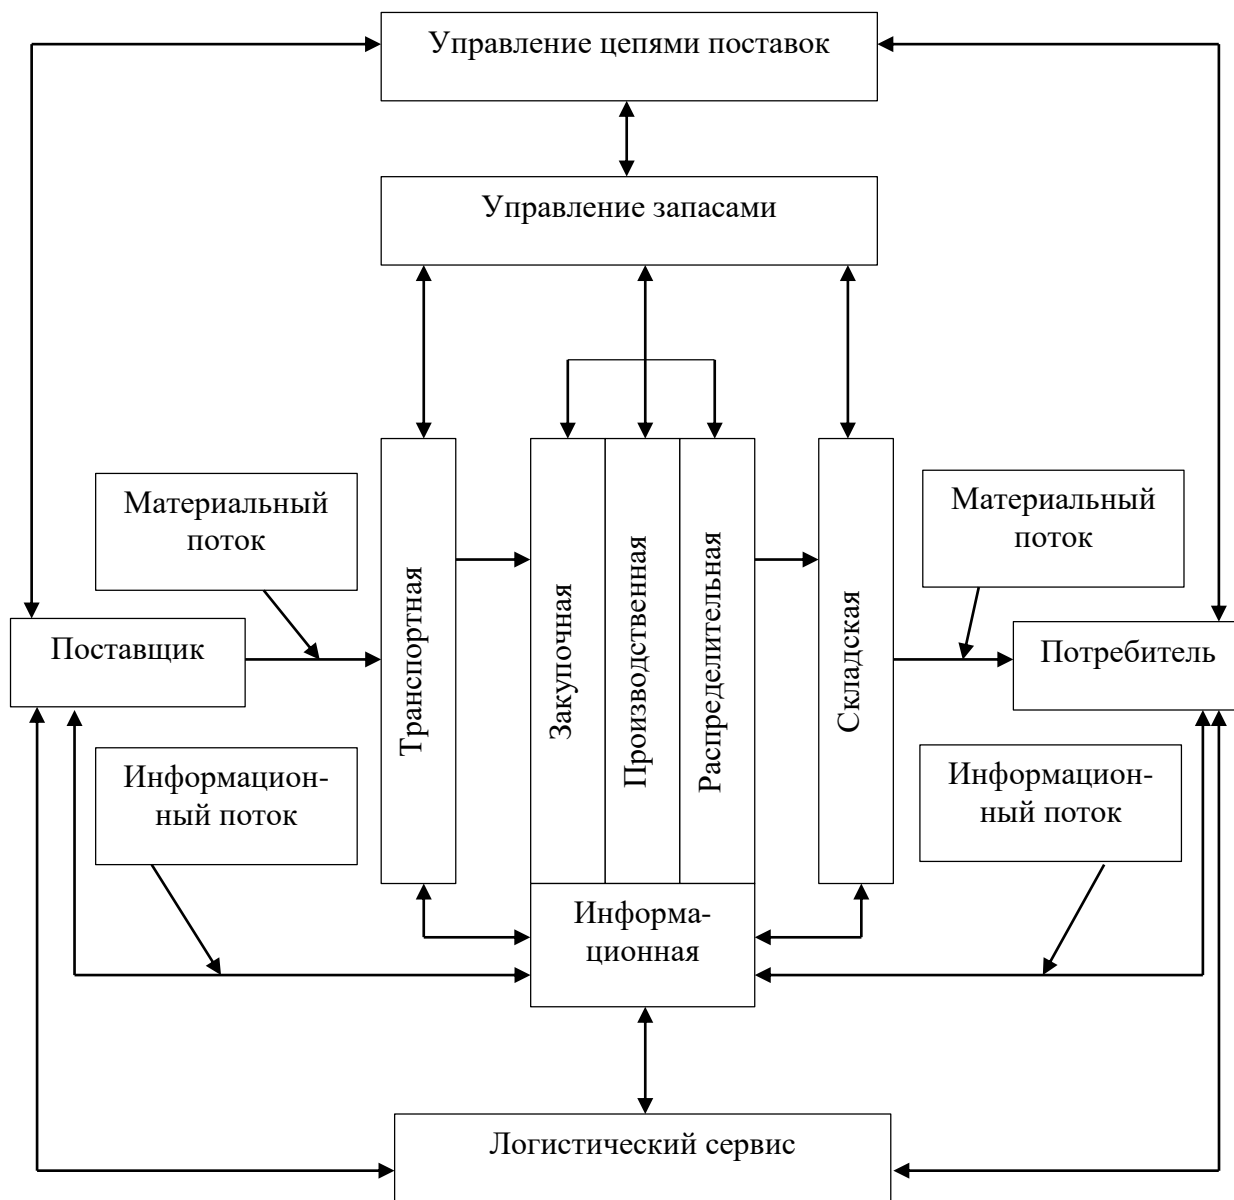 Управление цепями поставок
Управление запасами
Материальный
поток
Материальный
поток
Поставщик
Транспортная
Закупочная
Производственная
Распределительная
Складская
Потребитель
Информацион-
ный поток
Информацион-
ный поток
Информа-
ционная
Логистический сервис